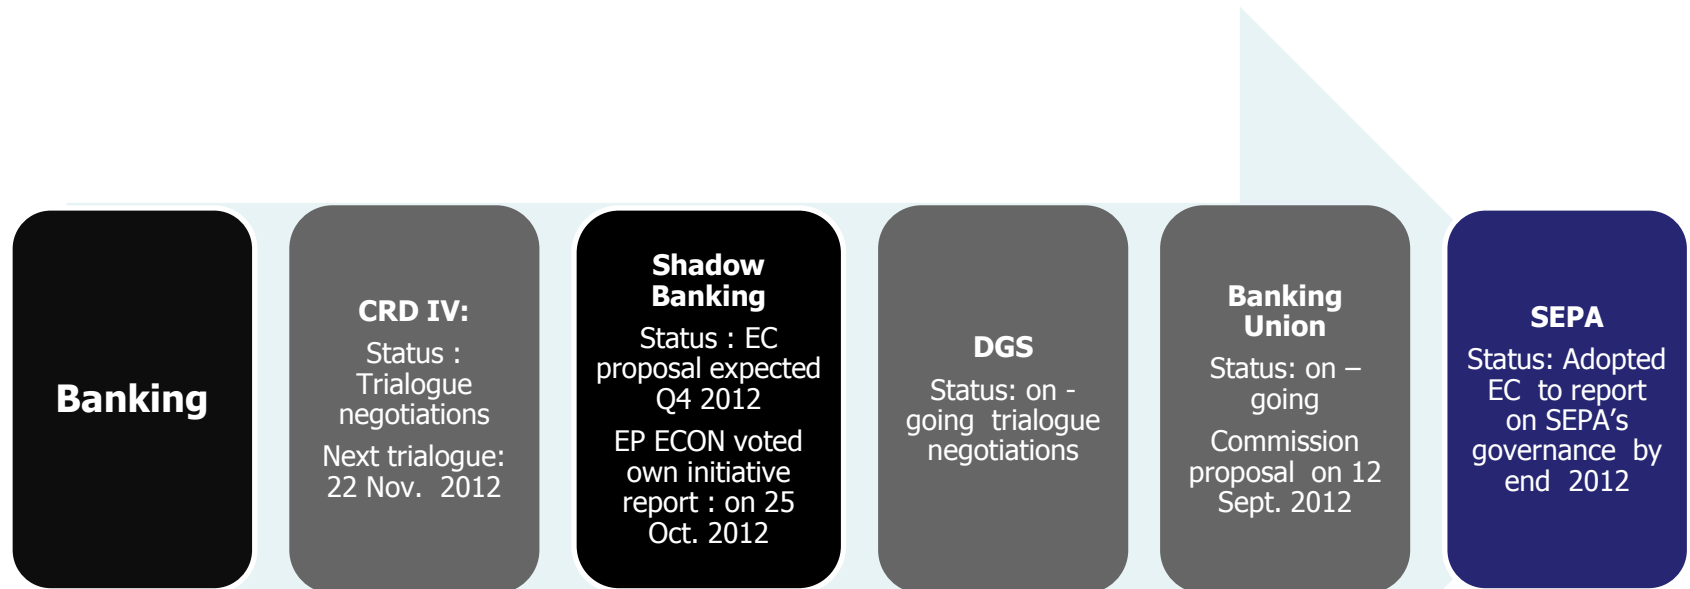 Banking
CRD IV:
Status :
Trialogue
negotiations
Next trialogue:
22 Nov.  2012
Shadow
Banking
Status : EC
proposal expected
Q4 2012
EP ECON voted
own initiative
report : on 25
Oct. 2012
DGS
Status: on -
going  trialogue
negotiations
Banking
Union
Status: on –
going
Commission
proposal  on 12
Sept. 2012
SEPA
Status: Adopted
EC  to report
on SEPA’s
governance  by
end  2012